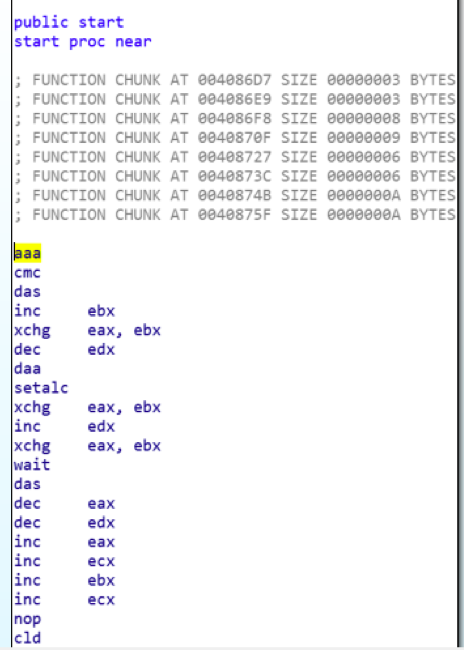 public start
start proc near
; FUNCTION CHUNK AT 004086D7 SIZE 00000003 BYTES
; FUNCTION CHUNK AT 004086E9 SIZE 00000003 BYTES
; FUNCTION CHUNK AT 004086F8 SIZE 00000008 BYTES
; FUNCTION CHUNK AT 0040870F SIZE 00000009 BYTES
; FUNCTION CHUNK AT 00408727 SIZE 00000006 BYTES
; FUNCTION CHUNK AT 0040873C SIZE 00000006 BYTES
; FUNCTION CHUNK AT 0040874B SIZE 0000000A BYTES
; FUNCTION CHUNK AT 0040875F SIZE 0000000A BYTES
aaa
cmc
das
inc ebx
xchg eax, ebx
dec edx
daa
setalc
xchg eax, ebx
inc edx
xchg eax, ebx
wait
das
dec eax
dec edx
inc eax
inc ecx
inc ebx
inc ecx
nop
cld